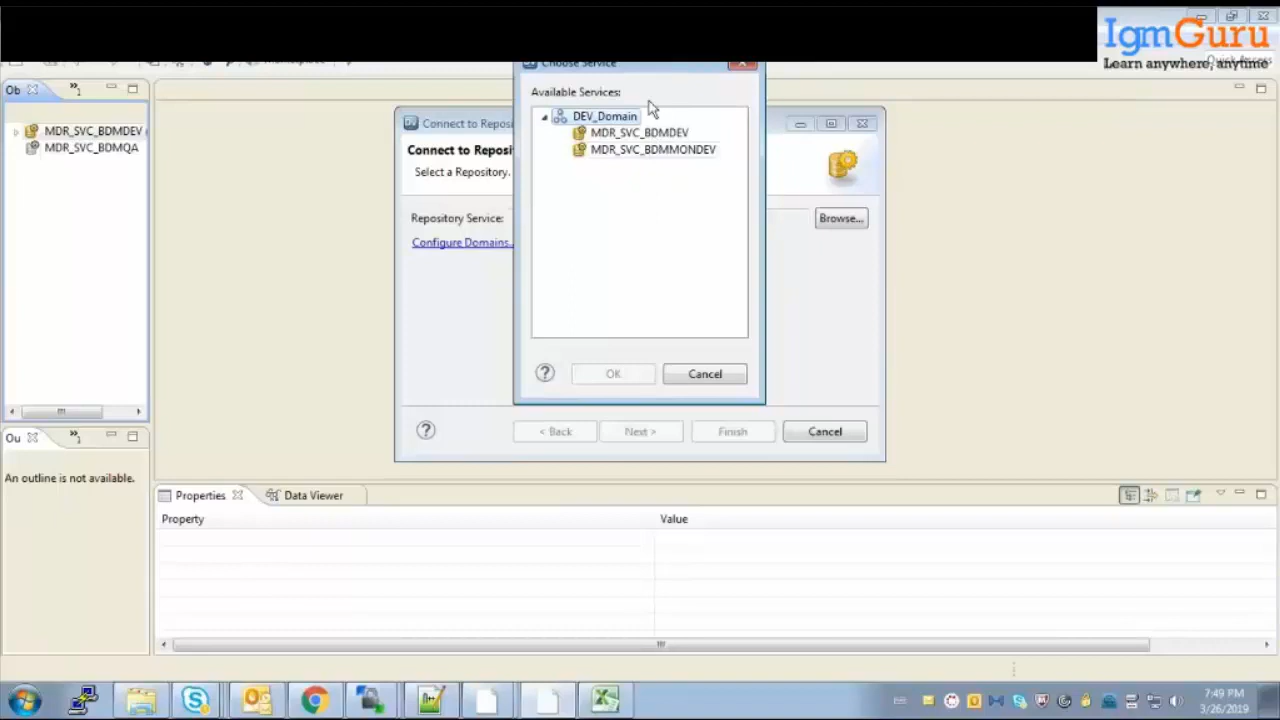 IgmGuru
Learn anywhere, anytime
Quick Access
Ob
MDR_SVC_BDMDEV
MDR_SVC_BDMQA
Choose Service
Available Services:
DEV_Domain
MDR_SVC_BDMDEV
MDR_SVC_BDMMONDEV
OK
Cancel
Connect to Reposi
Connect to Reposi
Select a Repository.
Repository Service:
Browse...
Configure Domains..
< Back
Next >
Finish
Cancel
Ou
An outline is not available.
Properties
Data Viewer
Property
Value
7:49 PM
3/26/2019